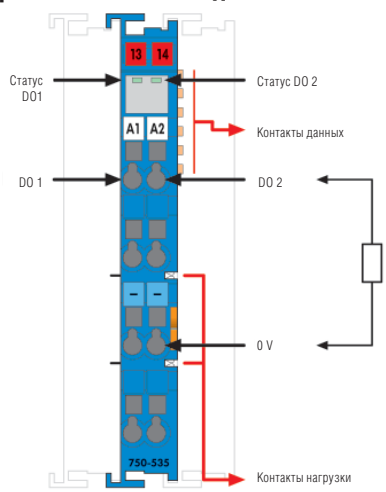 13 14
Статус
DO1
Статус DO 2
Контакты данных
A1 A2
DO 1
DO 2
– –
0 V
750-535
Контакты нагрузки